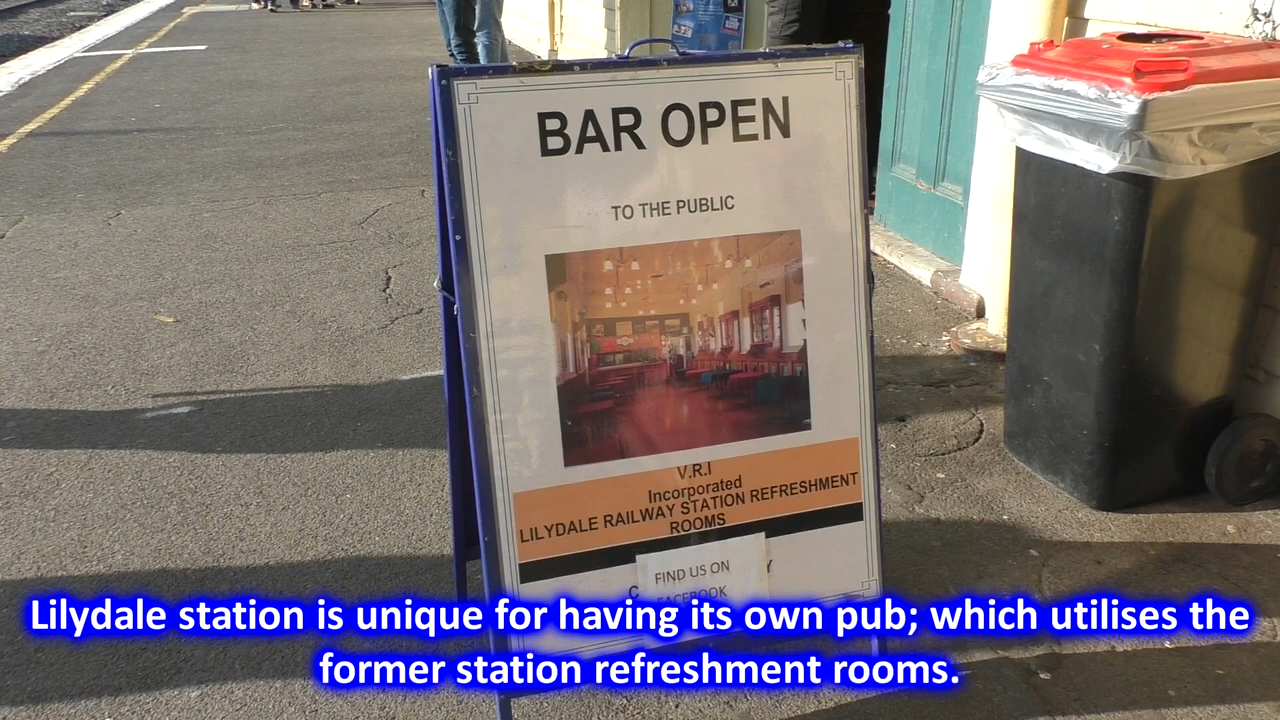 BAR OPEN
TO THE PUBLIC
V.R.I
Incorporated
LILYDALE RAILWAY STATION REFRESHMENT
ROOMS
FIND US ON
FACEBOOK
Lilydale station is unique for having its own pub; which utilises the
former station refreshment rooms.